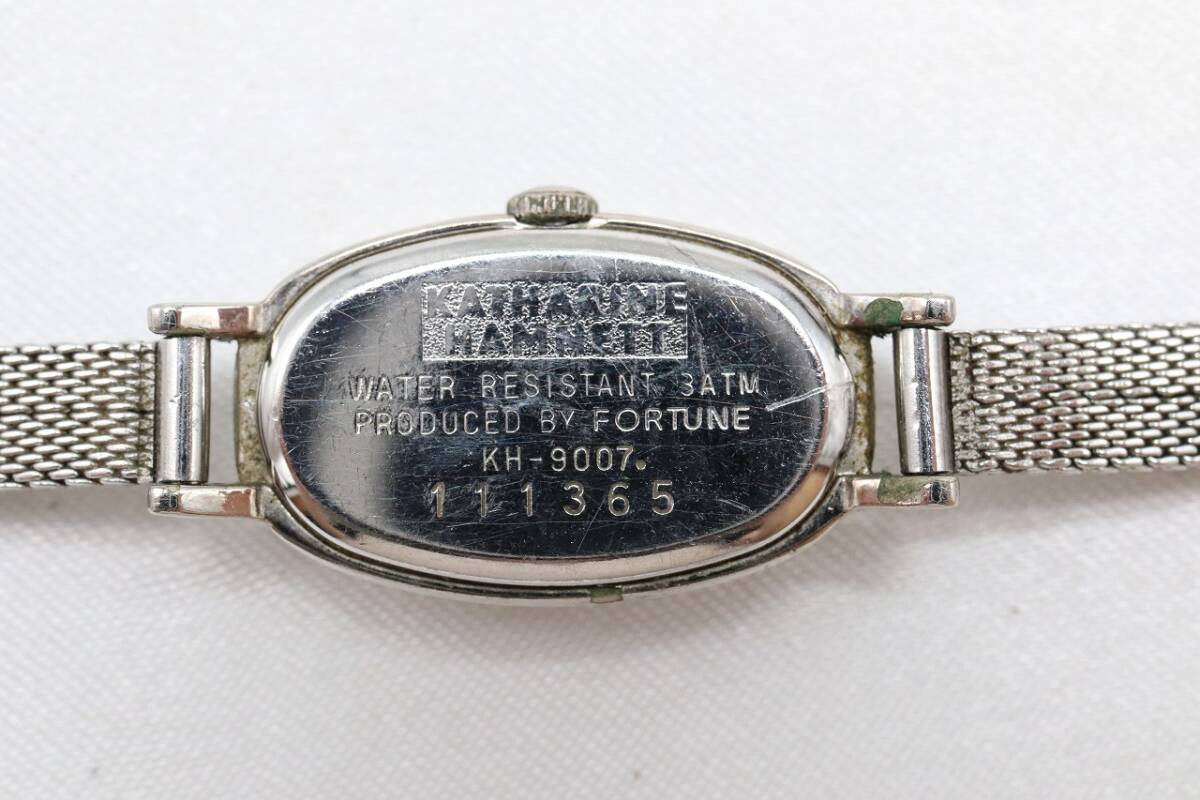 KATHARINE
HAMNETT
WATER RESISTANT 3ATM
PRODUCED BY FORTUNE
KH-9007.
111365